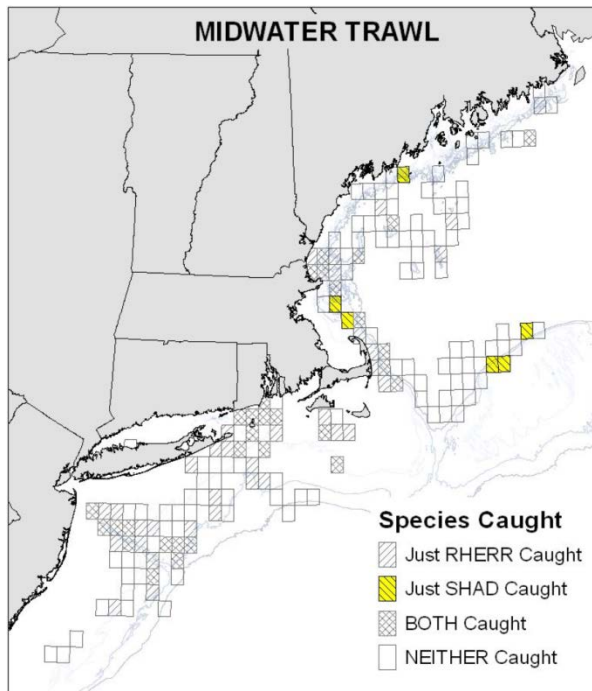 MIDWATER TRAWL
Species Caught
Just RHERR Caught
Just SHAD Caught
BOTH Caught
NEITHER Caught